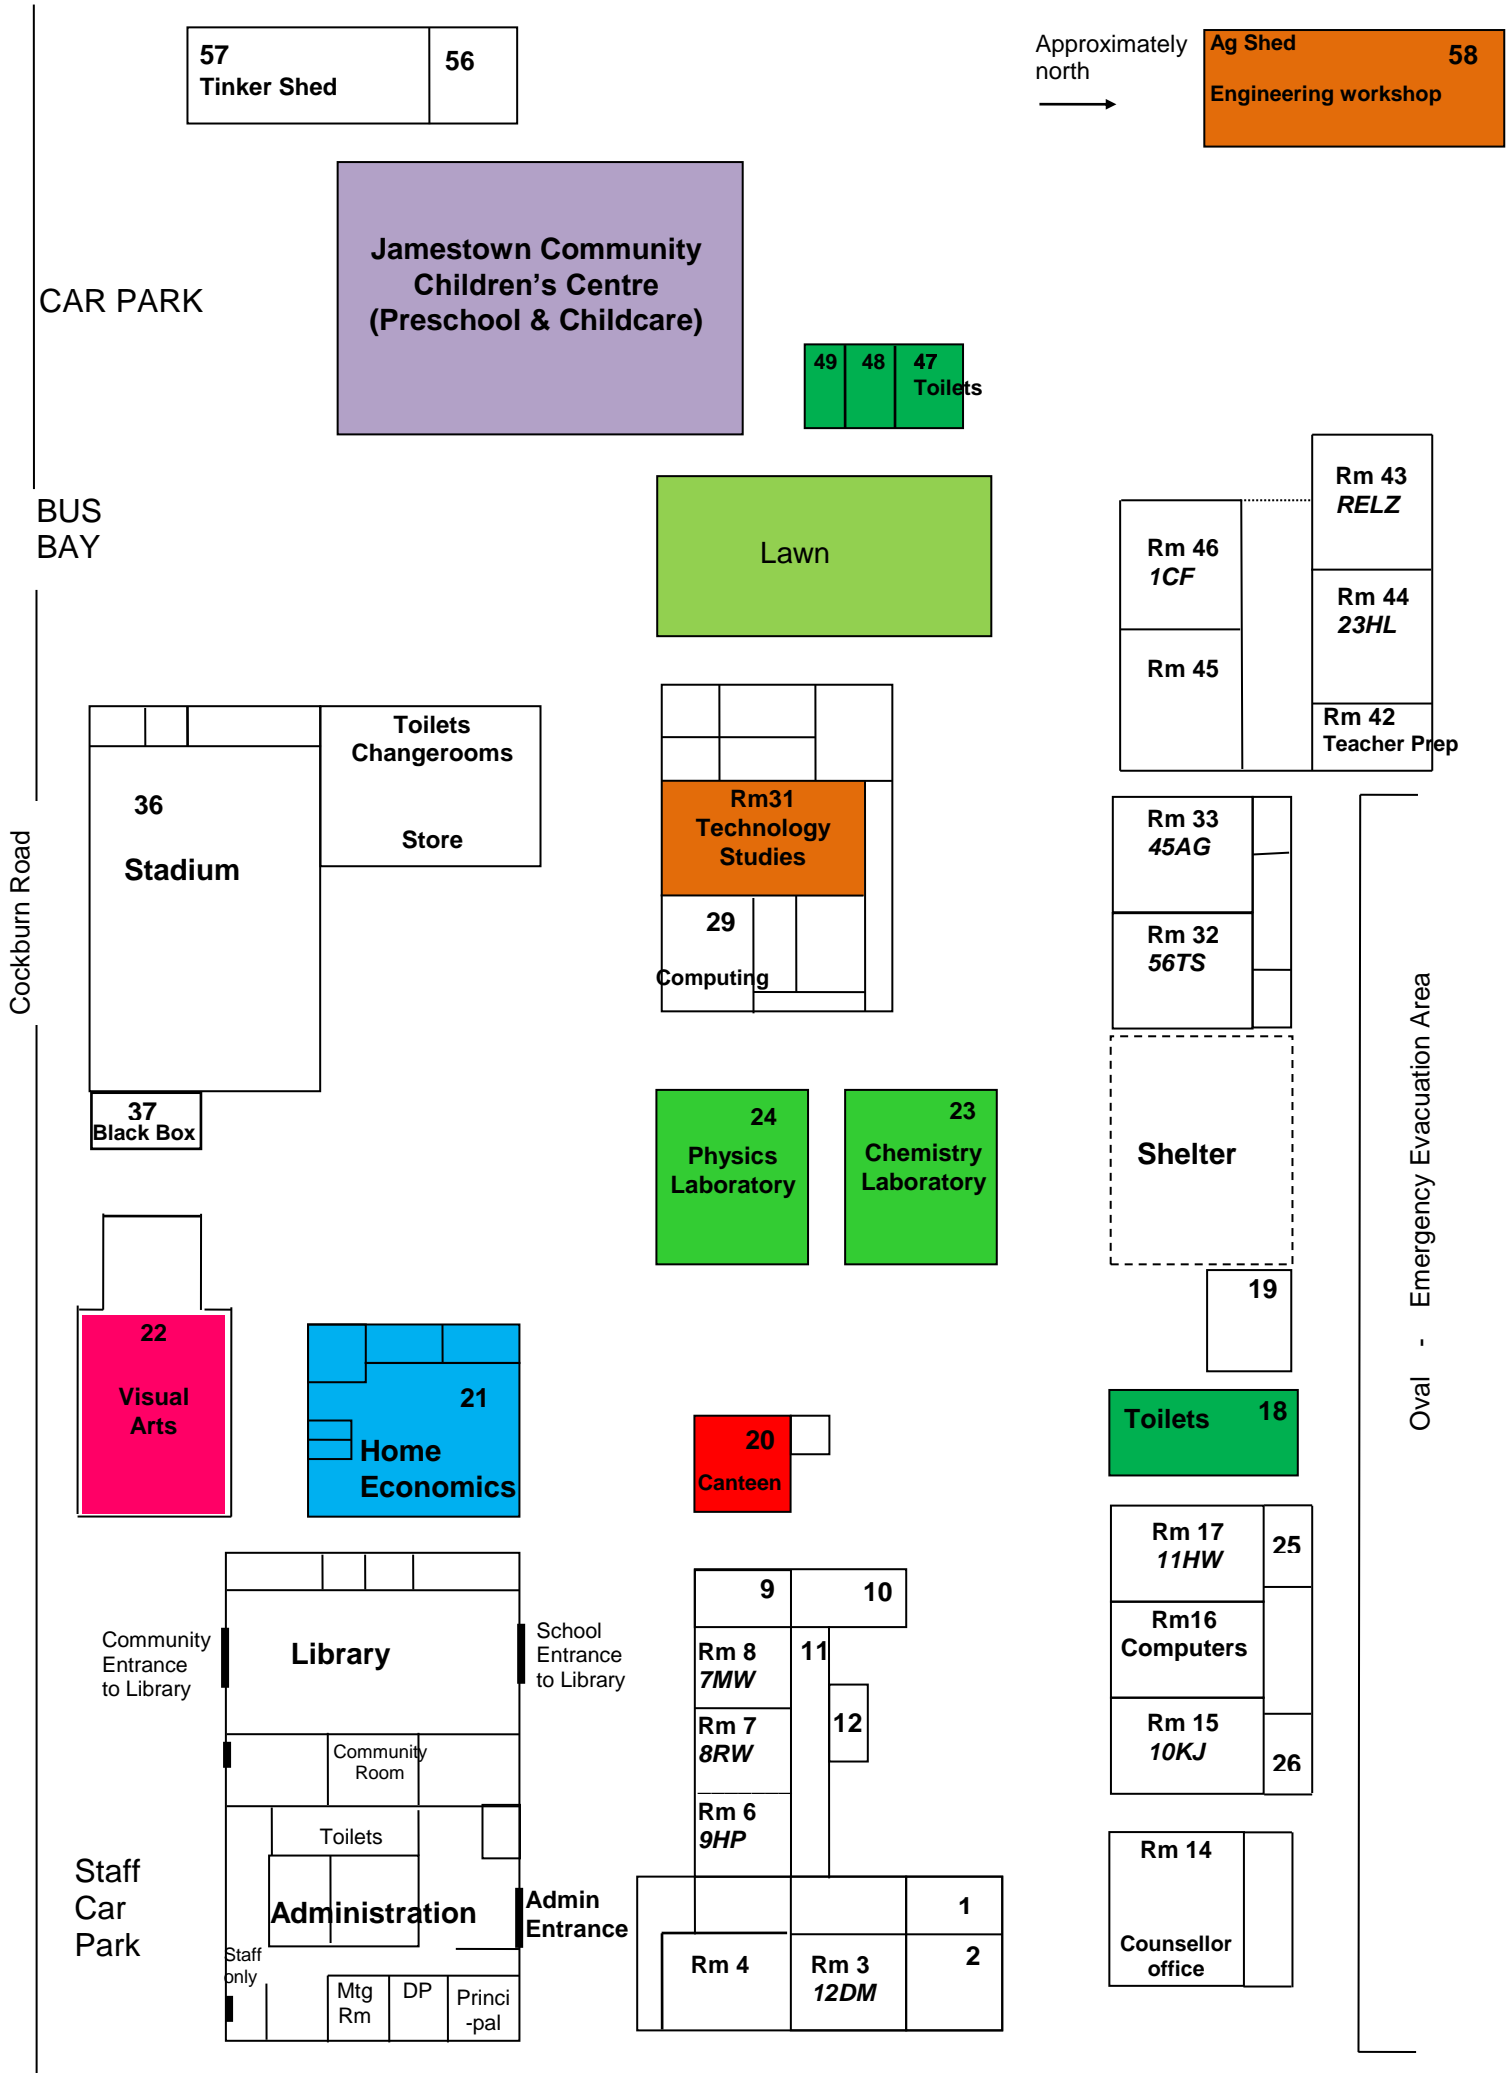 57
Tinker Shed
56
Approximately
north
Ag Shed
58
Engineering workshop
Jamestown Community
Children's Centre
(Preschool & Childcare)
CAR PARK
49
48
47
Toilets
BUS
BAY
Lawn
Rm 43
RELZ
Rm 46
1CF
Rm 44
23HL
Rm 45
Rm 42
Teacher Prep
Toilets
Changerooms
Store
36
Stadium
Rm31
Technology
Studies
29
Computing
Rm 33
45AG
Rm 32
56TS
Cockburn Road
37
Black Box
24
Physics
Laboratory
23
Chemistry
Laboratory
Shelter
Oval - Emergency Evacuation Area
19
22
Visual
Arts
21
Home
Economics
20
Canteen
Toilets
18
Rm 17
11HW
25
Rm16
Computers
Rm 15
10KJ
26
Community
Entrance
to Library
Library
School
Entrance
to Library
9
10
Rm 8
7MW
11
Rm 7
8RW
12
Rm 6
9HP
Community
Room
Toilets
Staff
Car
Park
Administration
Admin
Entrance
Staff
only
Mtg
Rm
DP
Princi
-pal
1
Rm 4
Rm 3
12DM
2
Rm 14
Counsellor
office